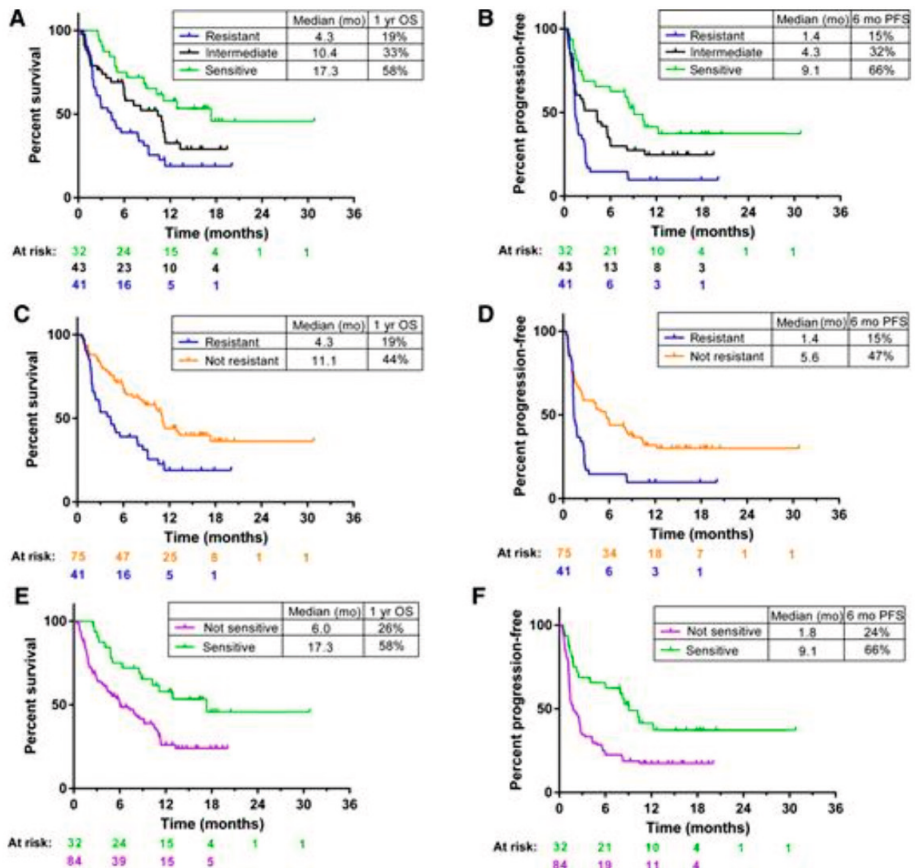 A
Median (mo) 1 yr OS
Resistant 4.3 19%
Intermediate 10.4 33%
Sensitive 17.3 58%
Percent survival
100
50
0
0 6 12 18 24 30 36
Time (months)
At risk: 32 24 15 4 1 1
43 23 10 4
41 16 5 1
B
Median (mo) 6 mo PFS
Resistant 1.4 15%
Intermediate 4.3 32%
Sensitive 9.1 66%
Percent progression-free
100
50
0
0 6 12 18 24 30 36
Time (months)
At risk: 32 21 10 4 1 1
43 13 8 3
41 6 3 1
C
Median (mo) 1 yr OS
Resistant 4.3 19%
Not resistant 11.1 44%
Percent survival
100
50
0
0 6 12 18 24 30 36
Time (months)
At risk: 75 47 25 8 1 1
41 16 5 1
D
Median (mo) 6 mo PFS
Resistant 1.4 15%
Not resistant 5.6 47%
Percent progression-free
100
50
0
0 6 12 18 24 30 36
Time (months)
At risk: 75 34 18 7 1 1
41 6 3 1
E
Median (mo) 1 yr OS
Not sensitive 6.0 26%
Sensitive 17.3 58%
Percent survival
100
50
0
0 6 12 18 24 30 36
Time (months)
At risk: 32 24 15 4 1 1
84 39 15 5
F
Median (mo) 6 mo PFS
Not sensitive 1.8 24%
Sensitive 9.1 66%
Percent progression-free
100
50
0
0 6 12 18 24 30 36
Time (months)
At risk: 32 21 10 4 1 1
84 19 11 4